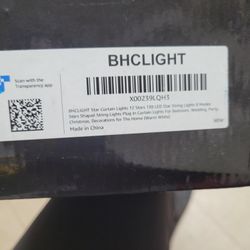 BHCLIGHT
Scan with the
Transparency app
X00239LQH3
BHCLIGHT Star Curtain Lights 12 Stars 138 LED Star String Lights 8 Modes
Stars Shaped String Lights Plug in Curtain Lights For Bedroom, Wedding, Party,
Christmas, Decorations for The Home (Warm White)
NEW
Made in China